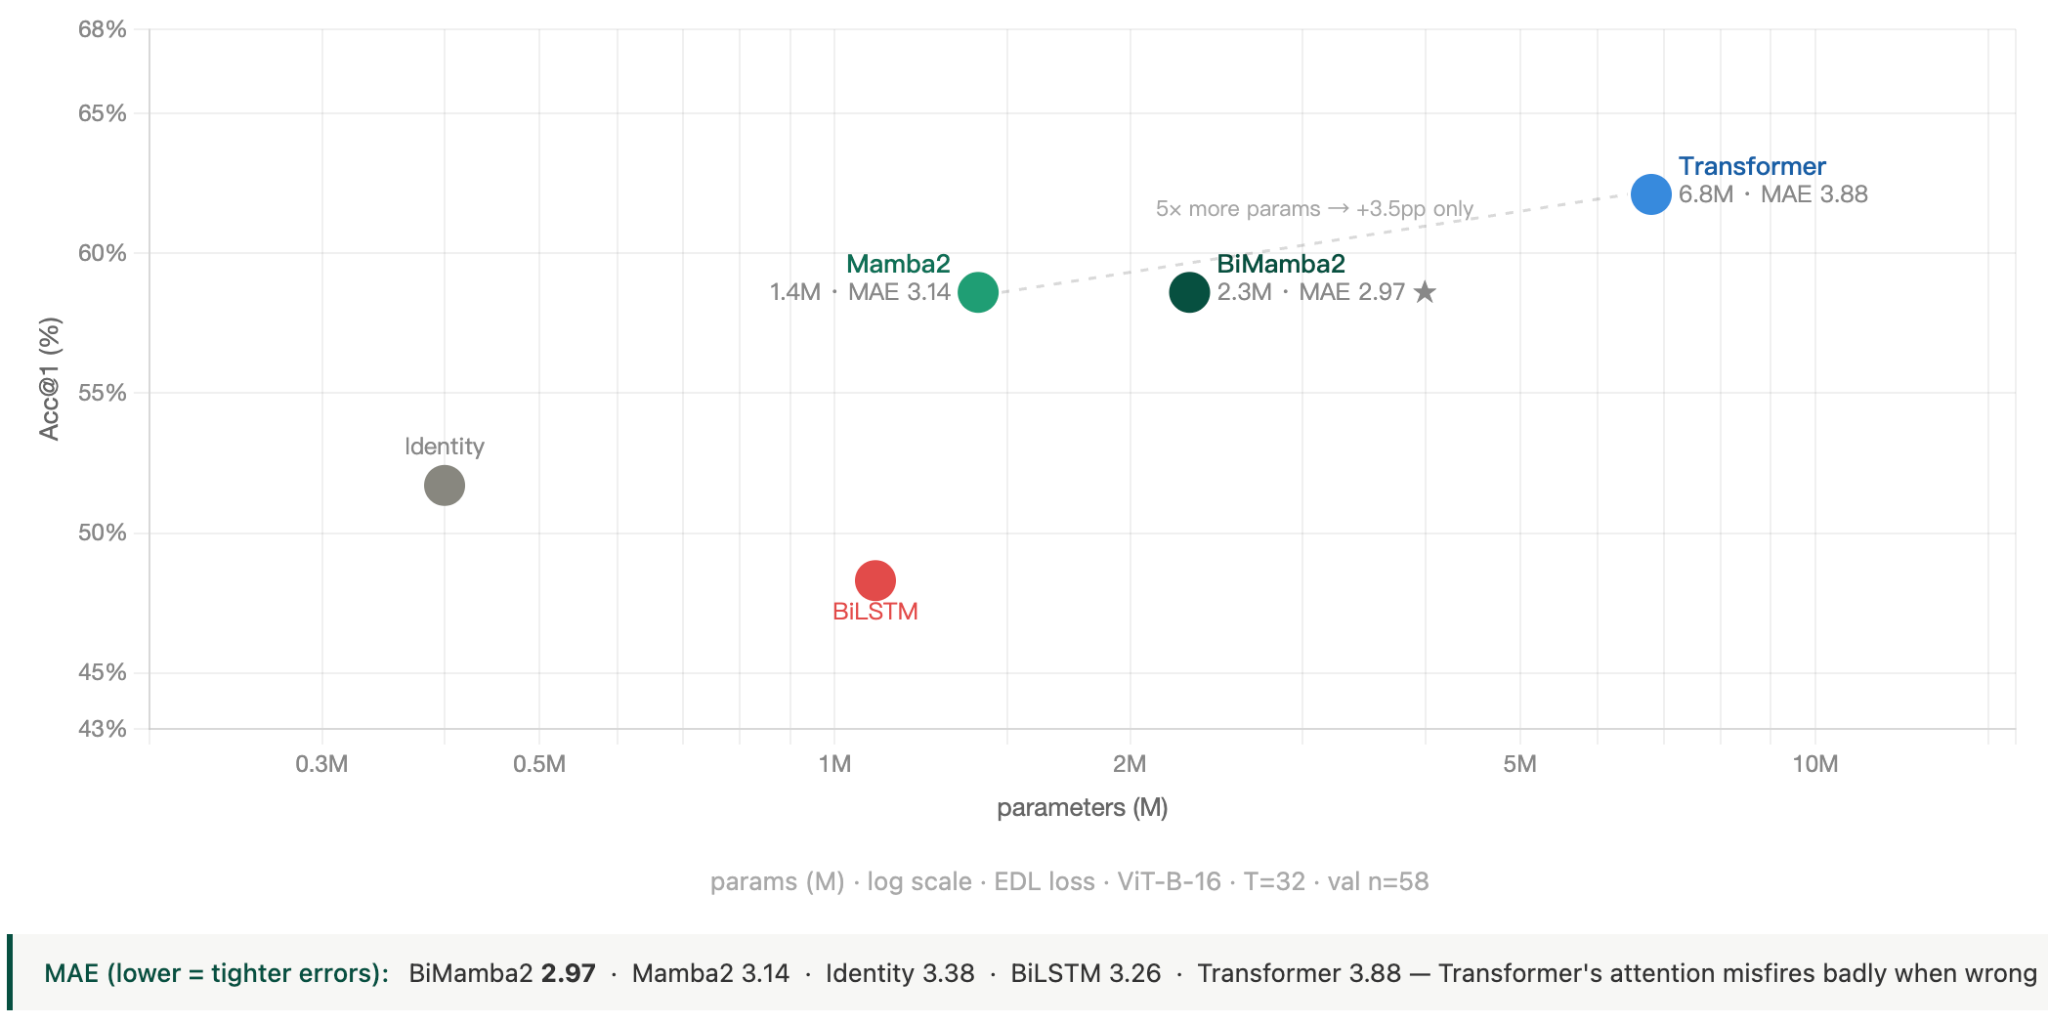 68%
65%
60%
55%
50%
45%
43%
Acc@1 (%)
Transformer
6.8M · MAE 3.88
5× more params → +3.5pp only
Mamba2
1.4M · MAE 3.14
BiMamba2
2.3M · MAE 2.97 ★
Identity
BiLSTM
0.3M 0.5M 1M 2M 5M 10M
parameters (M)
params (M) · log scale · EDL loss · ViT-B-16 · T=32 · val n=58
MAE (lower = tighter errors): BiMamba2 2.97 · Mamba2 3.14 · Identity 3.38 · BiLSTM 3.26 · Transformer 3.88 — Transformer's attention misfires badly when wrong